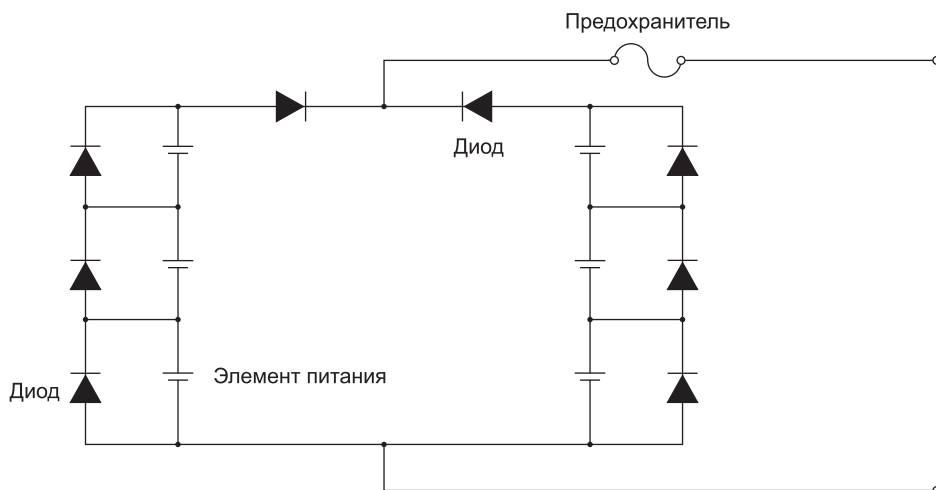 Предохранитель
Диод
Элемент питания
Диод